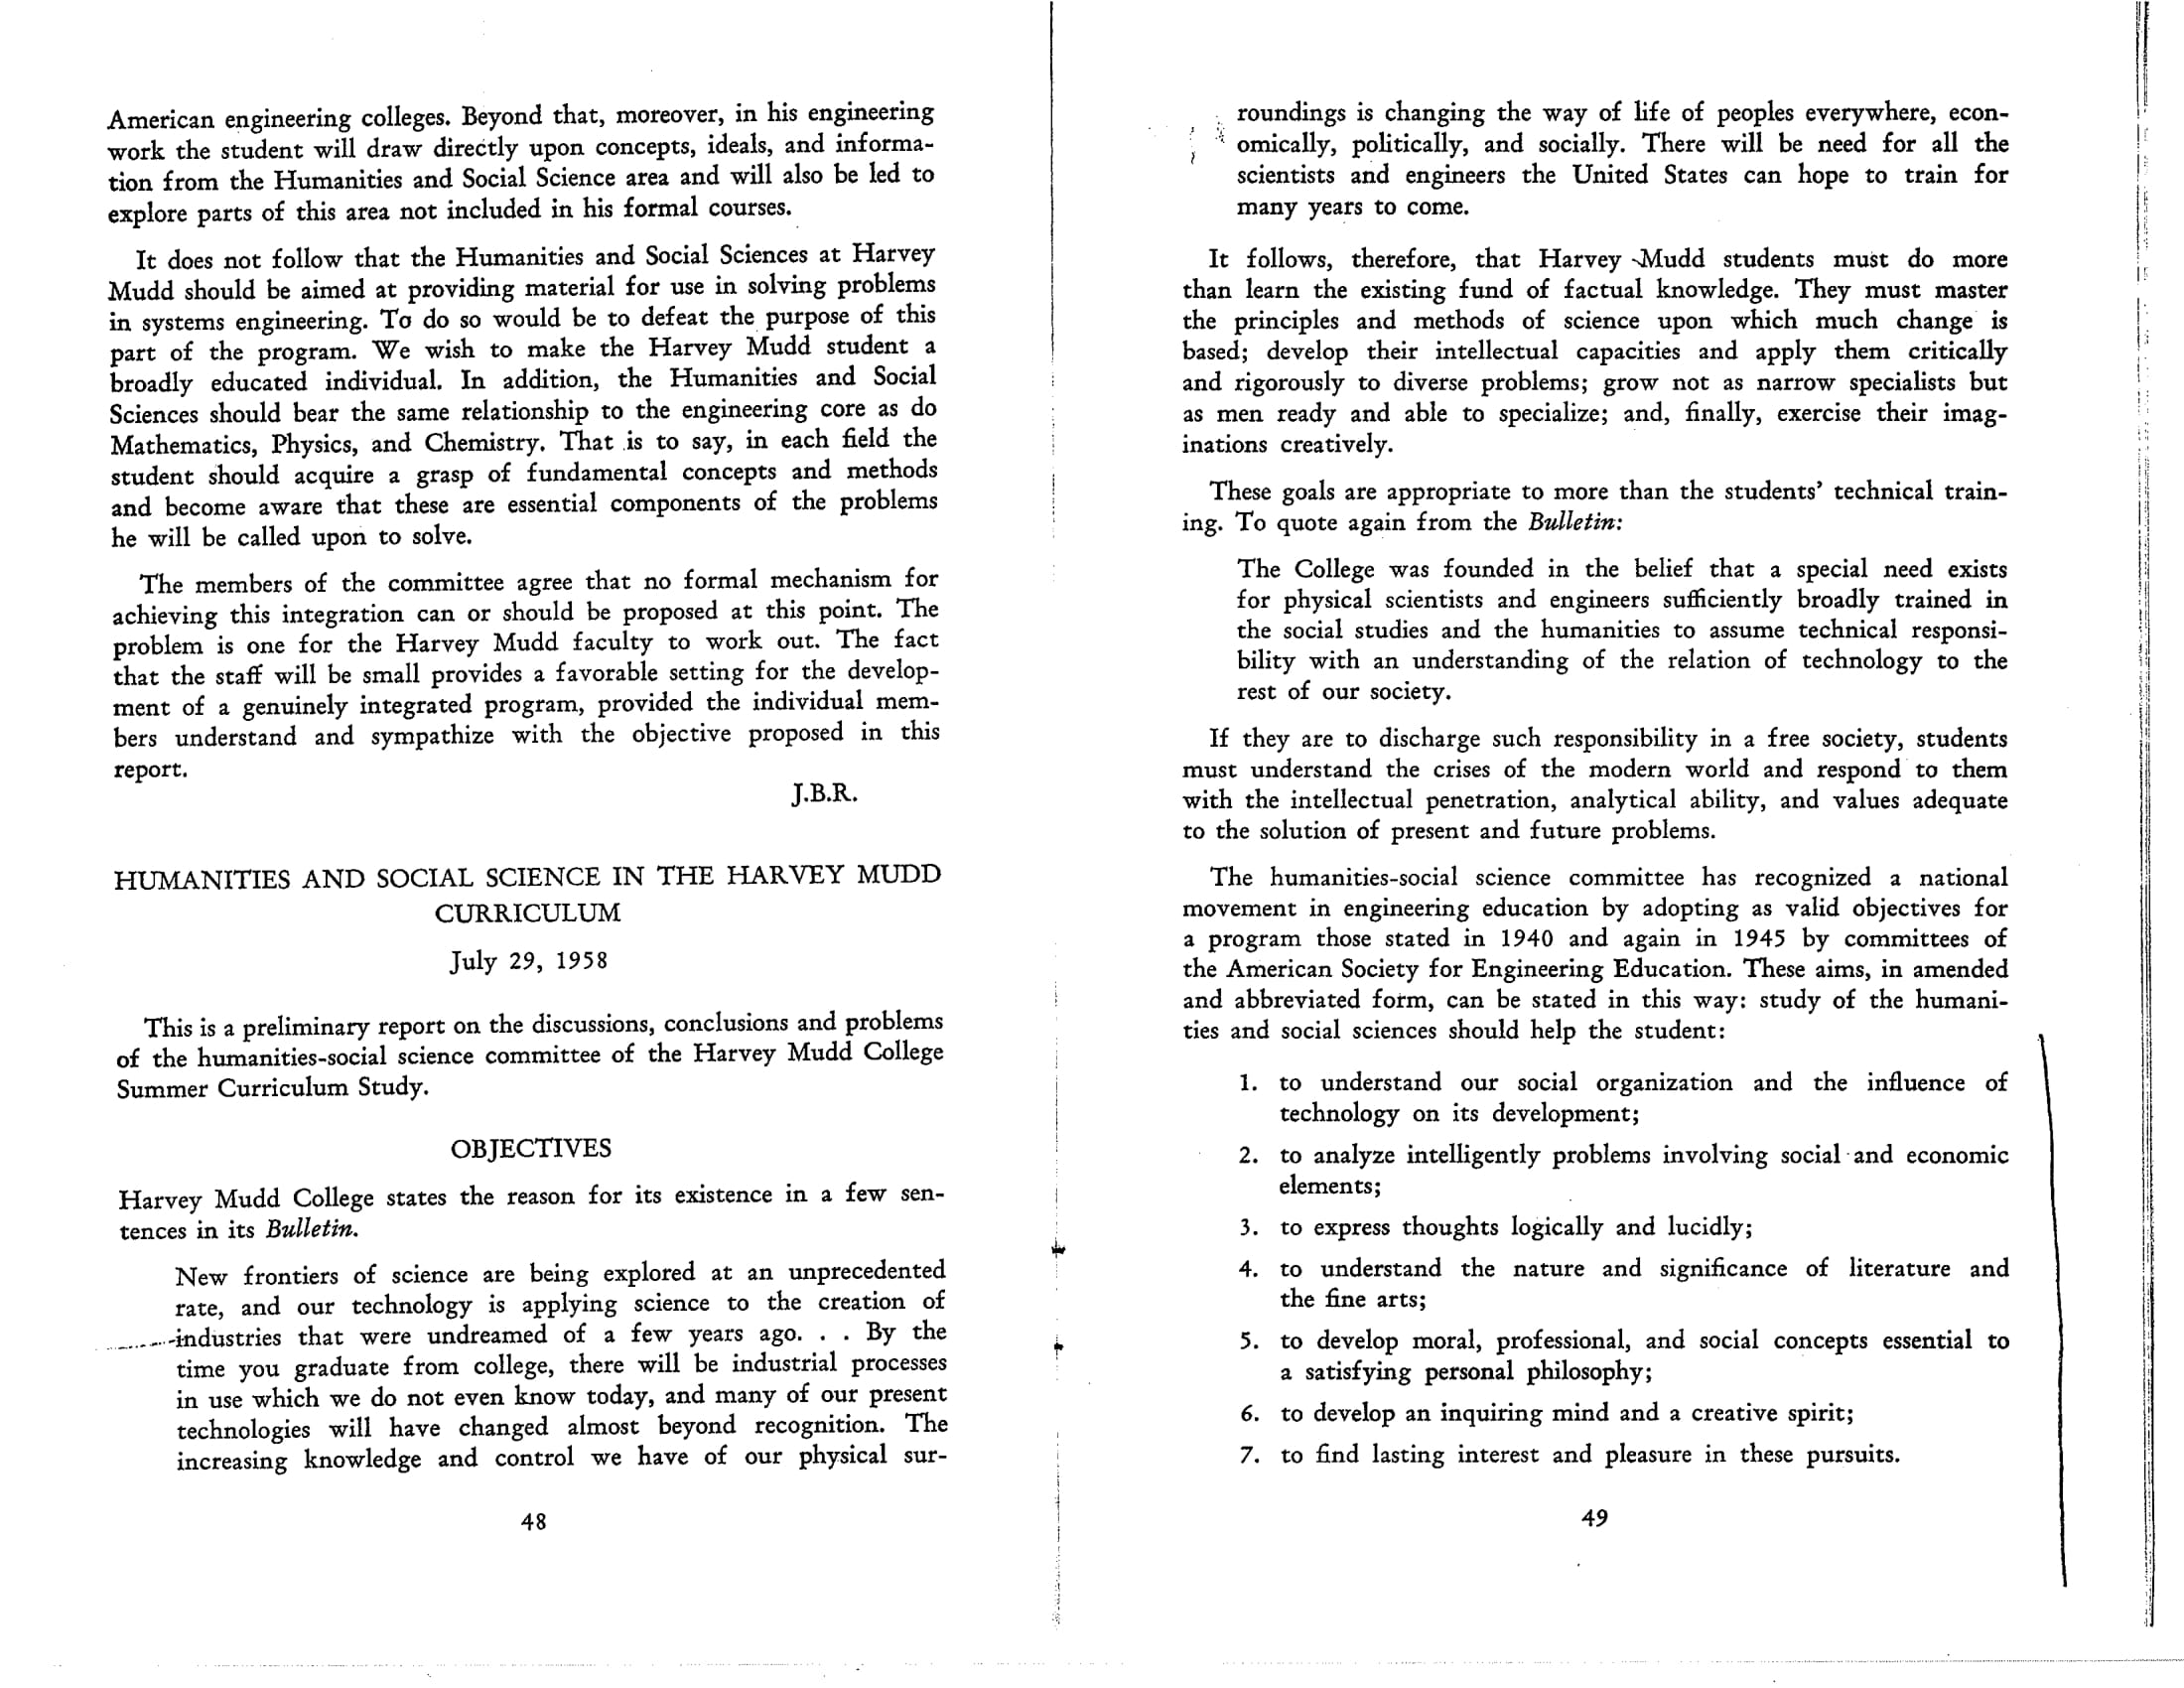 American engineering colleges. Beyond that, moreover, in his engineering
work the student will draw directly upon concepts, ideals, and informa-
tion from the Humanities and Social Science area and will also be led to
explore parts of this area not included in his formal courses.
It does not follow that the Humanities and Social Sciences at Harvey
Mudd should be aimed at providing material for use in solving problems
in systems engineering. To do so would be to defeat the purpose of this
part of the program. We wish to make the Harvey Mudd student a
broadly educated individual. In addition, the Humanities and Social
Sciences should bear the same relationship to the engineering core as do
Mathematics, Physics, and Chemistry. That is to say, in each field the
student should acquire a grasp of fundamental concepts and methods
and become aware that these are essential components of the problems
he will be called upon to solve.
The members of the committee agree that no formal mechanism for
achieving this integration can or should be proposed at this point. The
problem is one for the Harvey Mudd faculty to work out. The fact
that the staff will be small provides a favorable setting for the develop-
ment of a genuinely integrated program, provided the individual mem-
bers understand and sympathize with the objective proposed in this
report.
J.B.R.
HUMANITIES AND SOCIAL SCIENCE IN THE HARVEY MUDD
CURRICULUM
July 29, 1958
This is a preliminary report on the discussions, conclusions and problems
of the humanities-social science committee of the Harvey Mudd College
Summer Curriculum Study.
OBJECTIVES
Harvey Mudd College states the reason for its existence in a few sen-
tences in its Bulletin.
New frontiers of science are being explored at an unprecedented
rate, and our technology is applying science to the creation of
industries that were undreamed of a few years ago. . . By the
time you graduate from college, there will be industrial processes
in use which we do not even know today, and many of our present
technologies will have changed almost beyond recognition. The
increasing knowledge and control we have of our physical sur-
48
roundings is changing the way of life of peoples everywhere, econ-
omically, politically, and socially. There will be need for all the
scientists and engineers the United States can hope to train for
many years to come.
It follows, therefore, that Harvey Mudd students must do more
than learn the existing fund of factual knowledge. They must master
the principles and methods of science upon which much change is
based; develop their intellectual capacities and apply them critically
and rigorously to diverse problems; grow not as narrow specialists but
as men ready and able to specialize; and, finally, exercise their imag-
inations creatively.
These goals are appropriate to more than the students' technical train-
ing. To quote again from the Bulletin:
The College was founded in the belief that a special need exists
for physical scientists and engineers sufficiently broadly trained in
the social studies and the humanities to assume technical responsi-
bility with an understanding of the relation of technology to the
rest of our society.
If they are to discharge such responsibility in a free society, students
must understand the crises of the modern world and respond to them
with the intellectual penetration, analytical ability, and values adequate
to the solution of present and future problems.
The humanities-social science committee has recognized a national
movement in engineering education by adopting as valid objectives for
a program those stated in 1940 and again in 1945 by committees of
the American Society for Engineering Education. These aims, in amended
and abbreviated form, can be stated in this way: study of the humani-
ties and social sciences should help the student:
1. to understand our social organization and the influence of
technology on its development;
2. to analyze intelligently problems involving social and economic
elements;
3. to express thoughts logically and lucidly;
4. to understand the nature and significance of literature and
the fine arts;
5. to develop moral, professional, and social concepts essential to
a satisfying personal philosophy;
6. to develop an inquiring mind and a creative spirit;
7. to find lasting interest and pleasure in these pursuits.
49